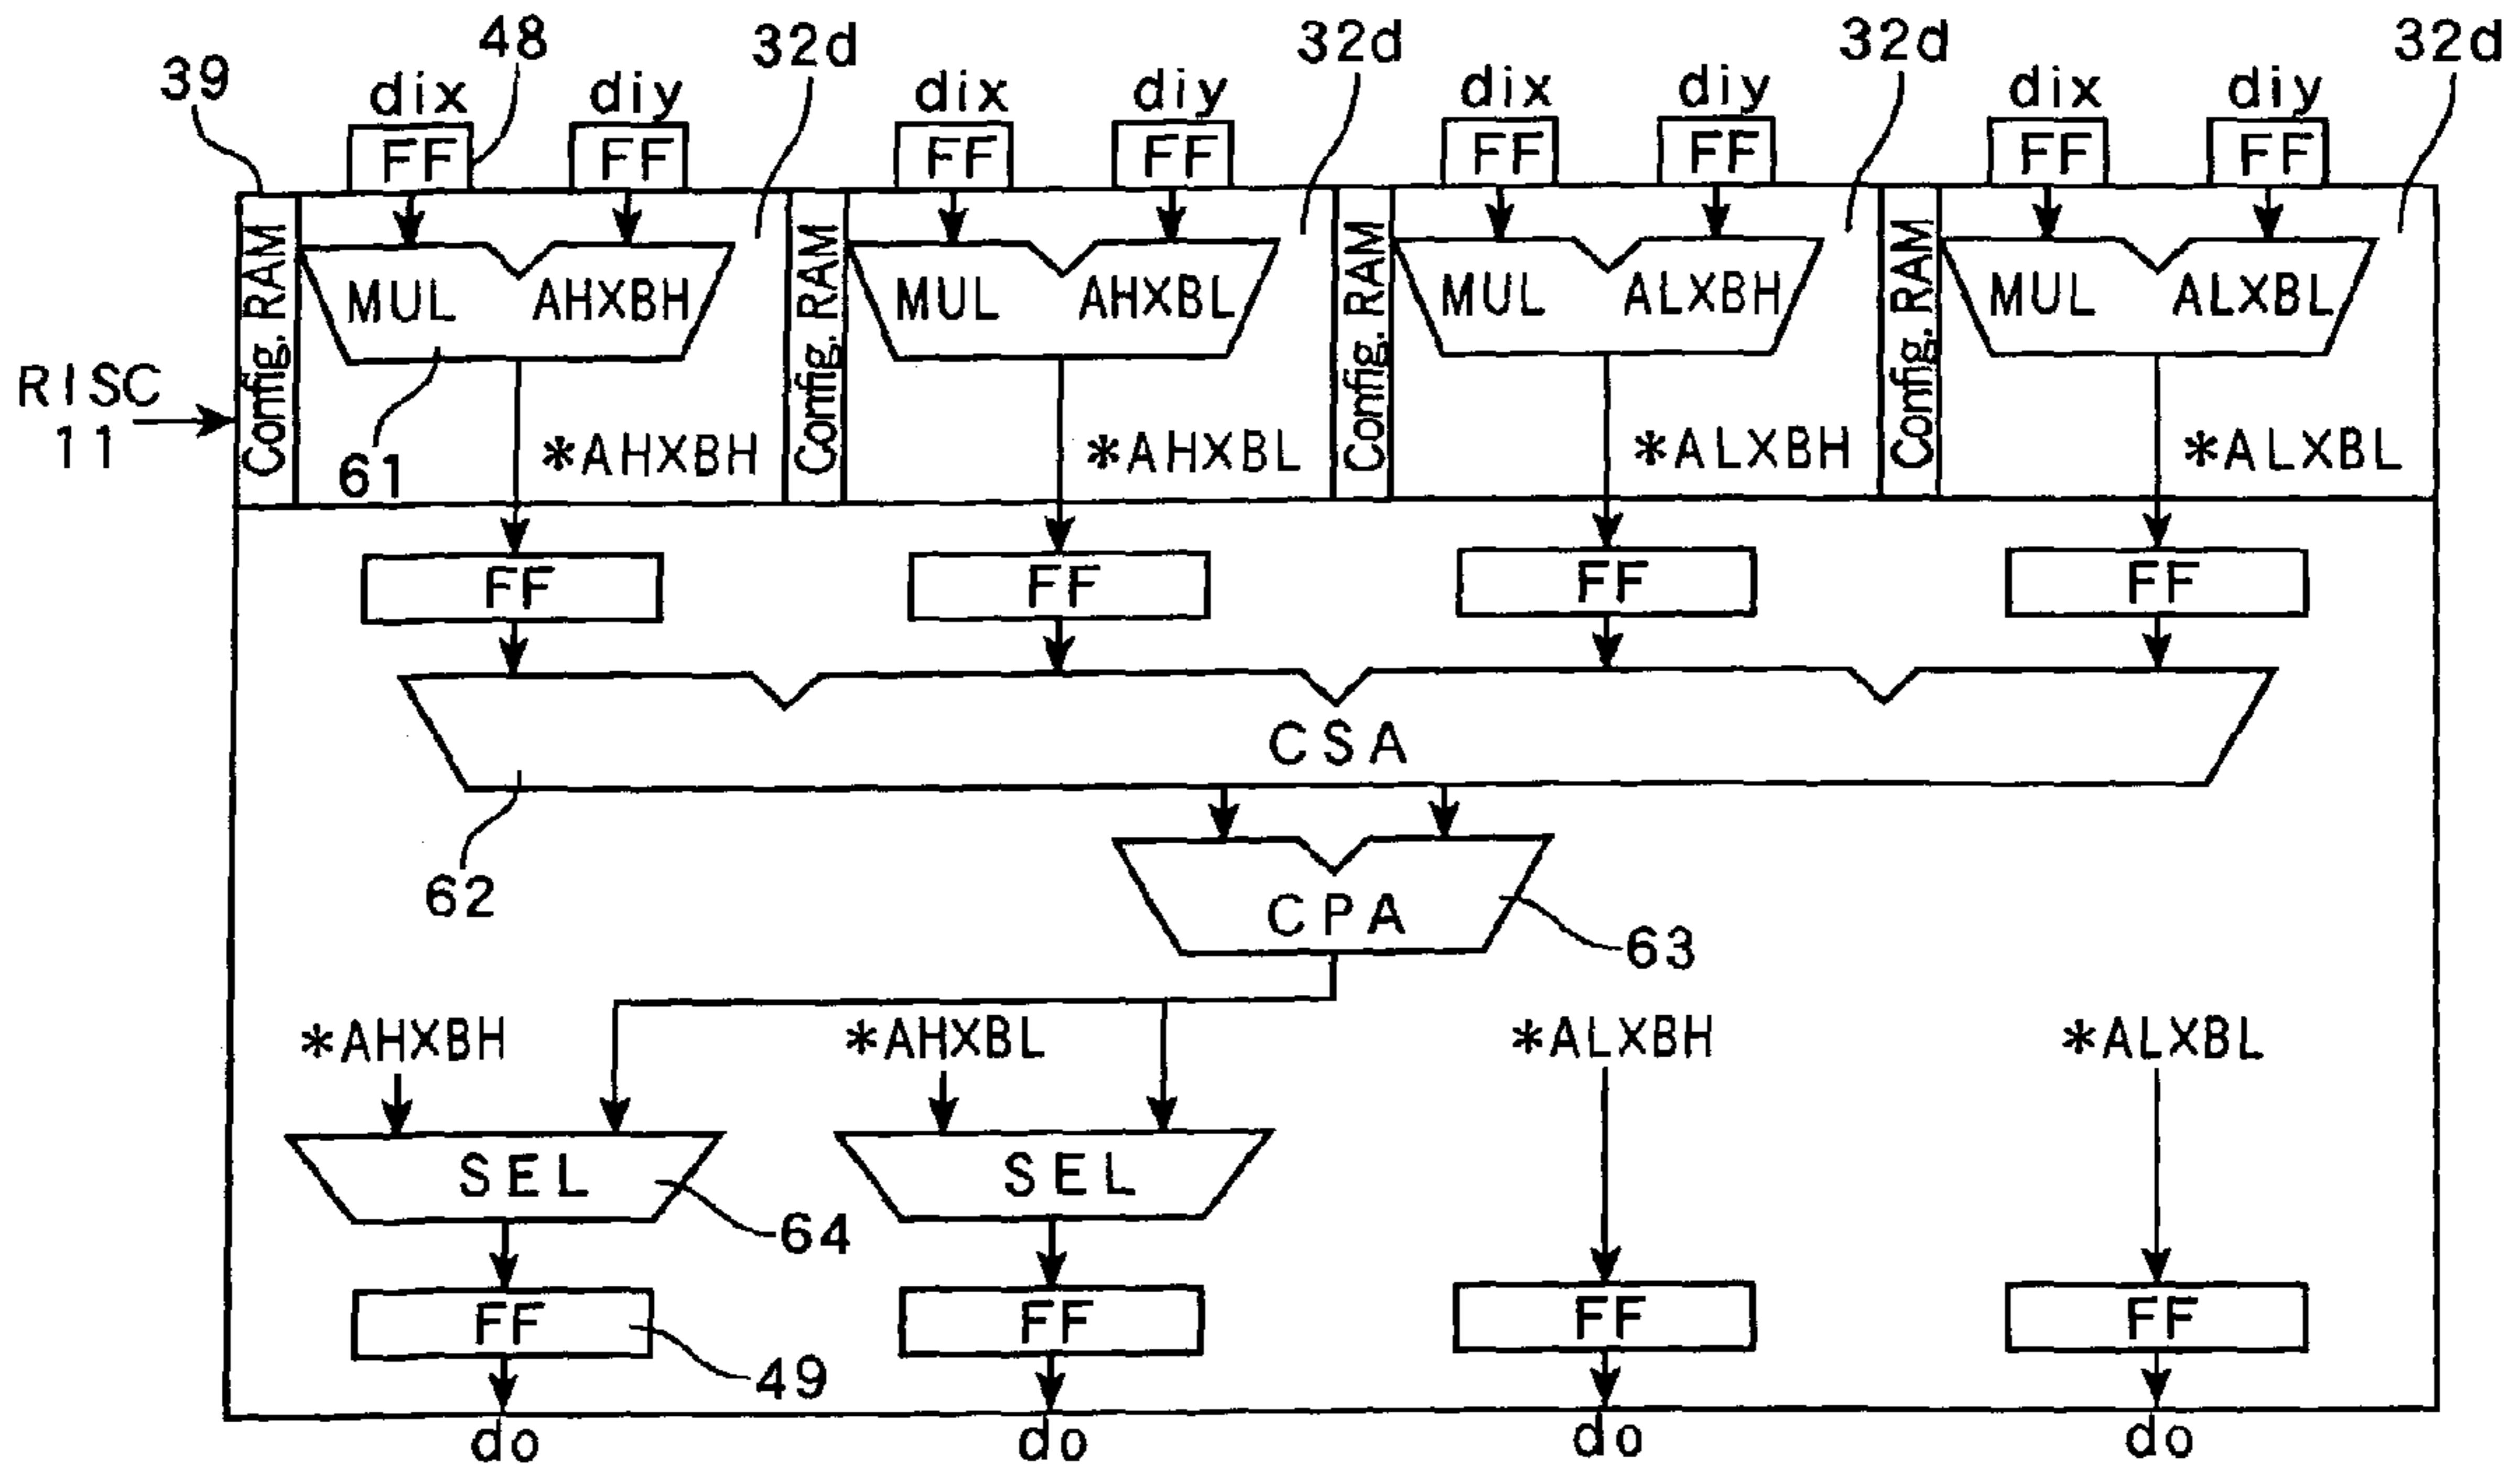 39 48 32d 32d 32d 32d
dix diy dix diy dix diy dix diy
FF FF FF FF FF FF FF FF
Config. RAM Config. RAM Config. RAM Config. RAM
MUL AHXBH MUL AHXBL MUL ALXBH MUL ALXBL
RISC
11
61
*AHXBH *AHXBL *ALXBH *ALXBL
FF FF FF FF
CSA
62
CPA
63
*AHXBH *AHXBL *ALXBH *ALXBL
SEL SEL
64
FF FF FF FF
49
do do do do